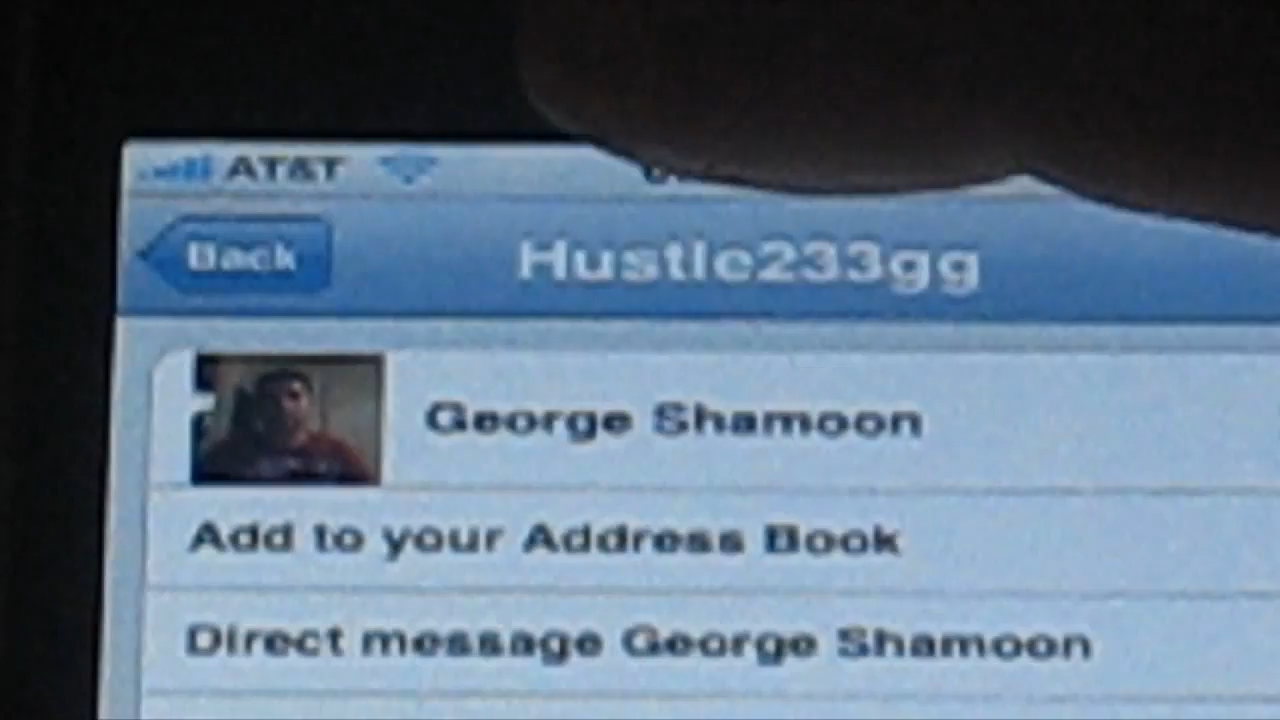 AT&T
Back
Hustle233gg
George Shamoon
Add to your Address Book
Direct message George Shamoon